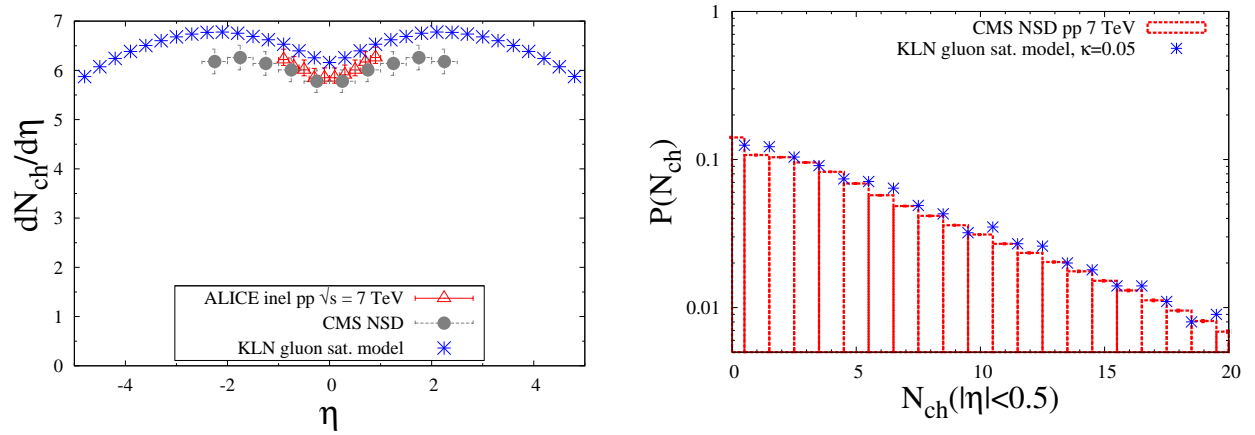 dN_ch/dη
7
6
5
4
3
2
1
0
-4 -2 0 2 4
η
ALICE inel pp √s = 7 TeV
CMS NSD
KLN gluon sat. model
P(N_ch)
1
0.1
0.01
0 5 10 15 20
N_ch(|η|<0.5)
CMS NSD pp 7 TeV
KLN gluon sat. model, κ=0.05